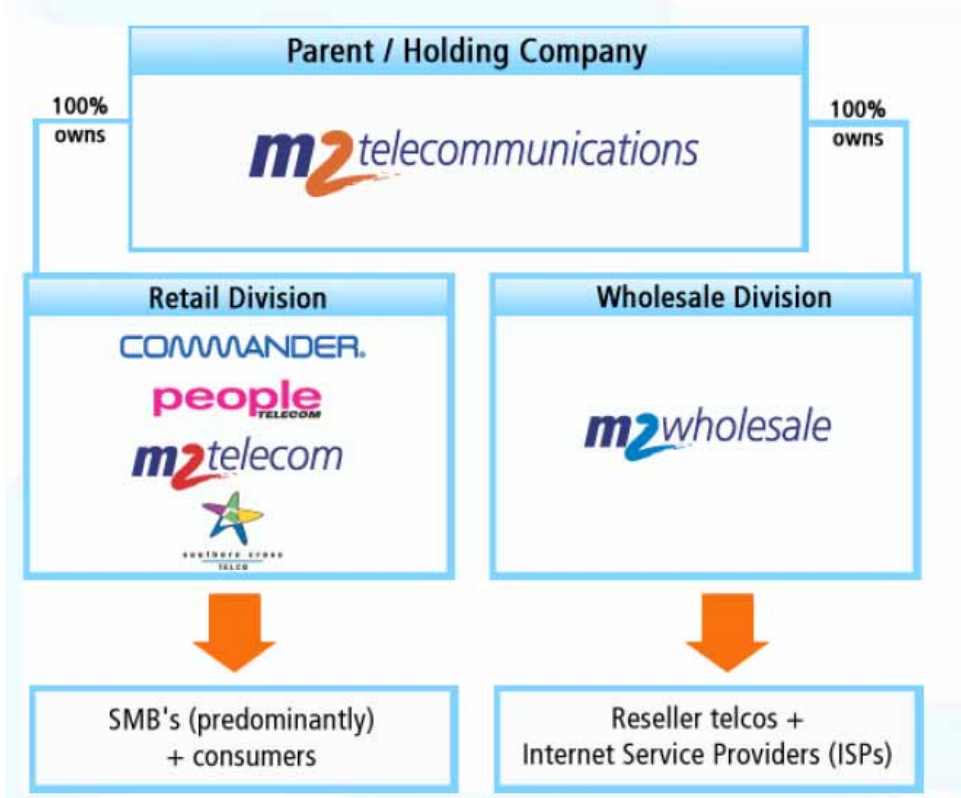 Parent / Holding Company
100%
owns
m2telecommunications
100%
owns
Retail Division
COMMANDER.
people
TELECOM
m2telecom
southern cross
TELCO
Wholesale Division
m2wholesale
SMB's (predominantly)
+ consumers
Reseller telcos +
Internet Service Providers (ISPs)